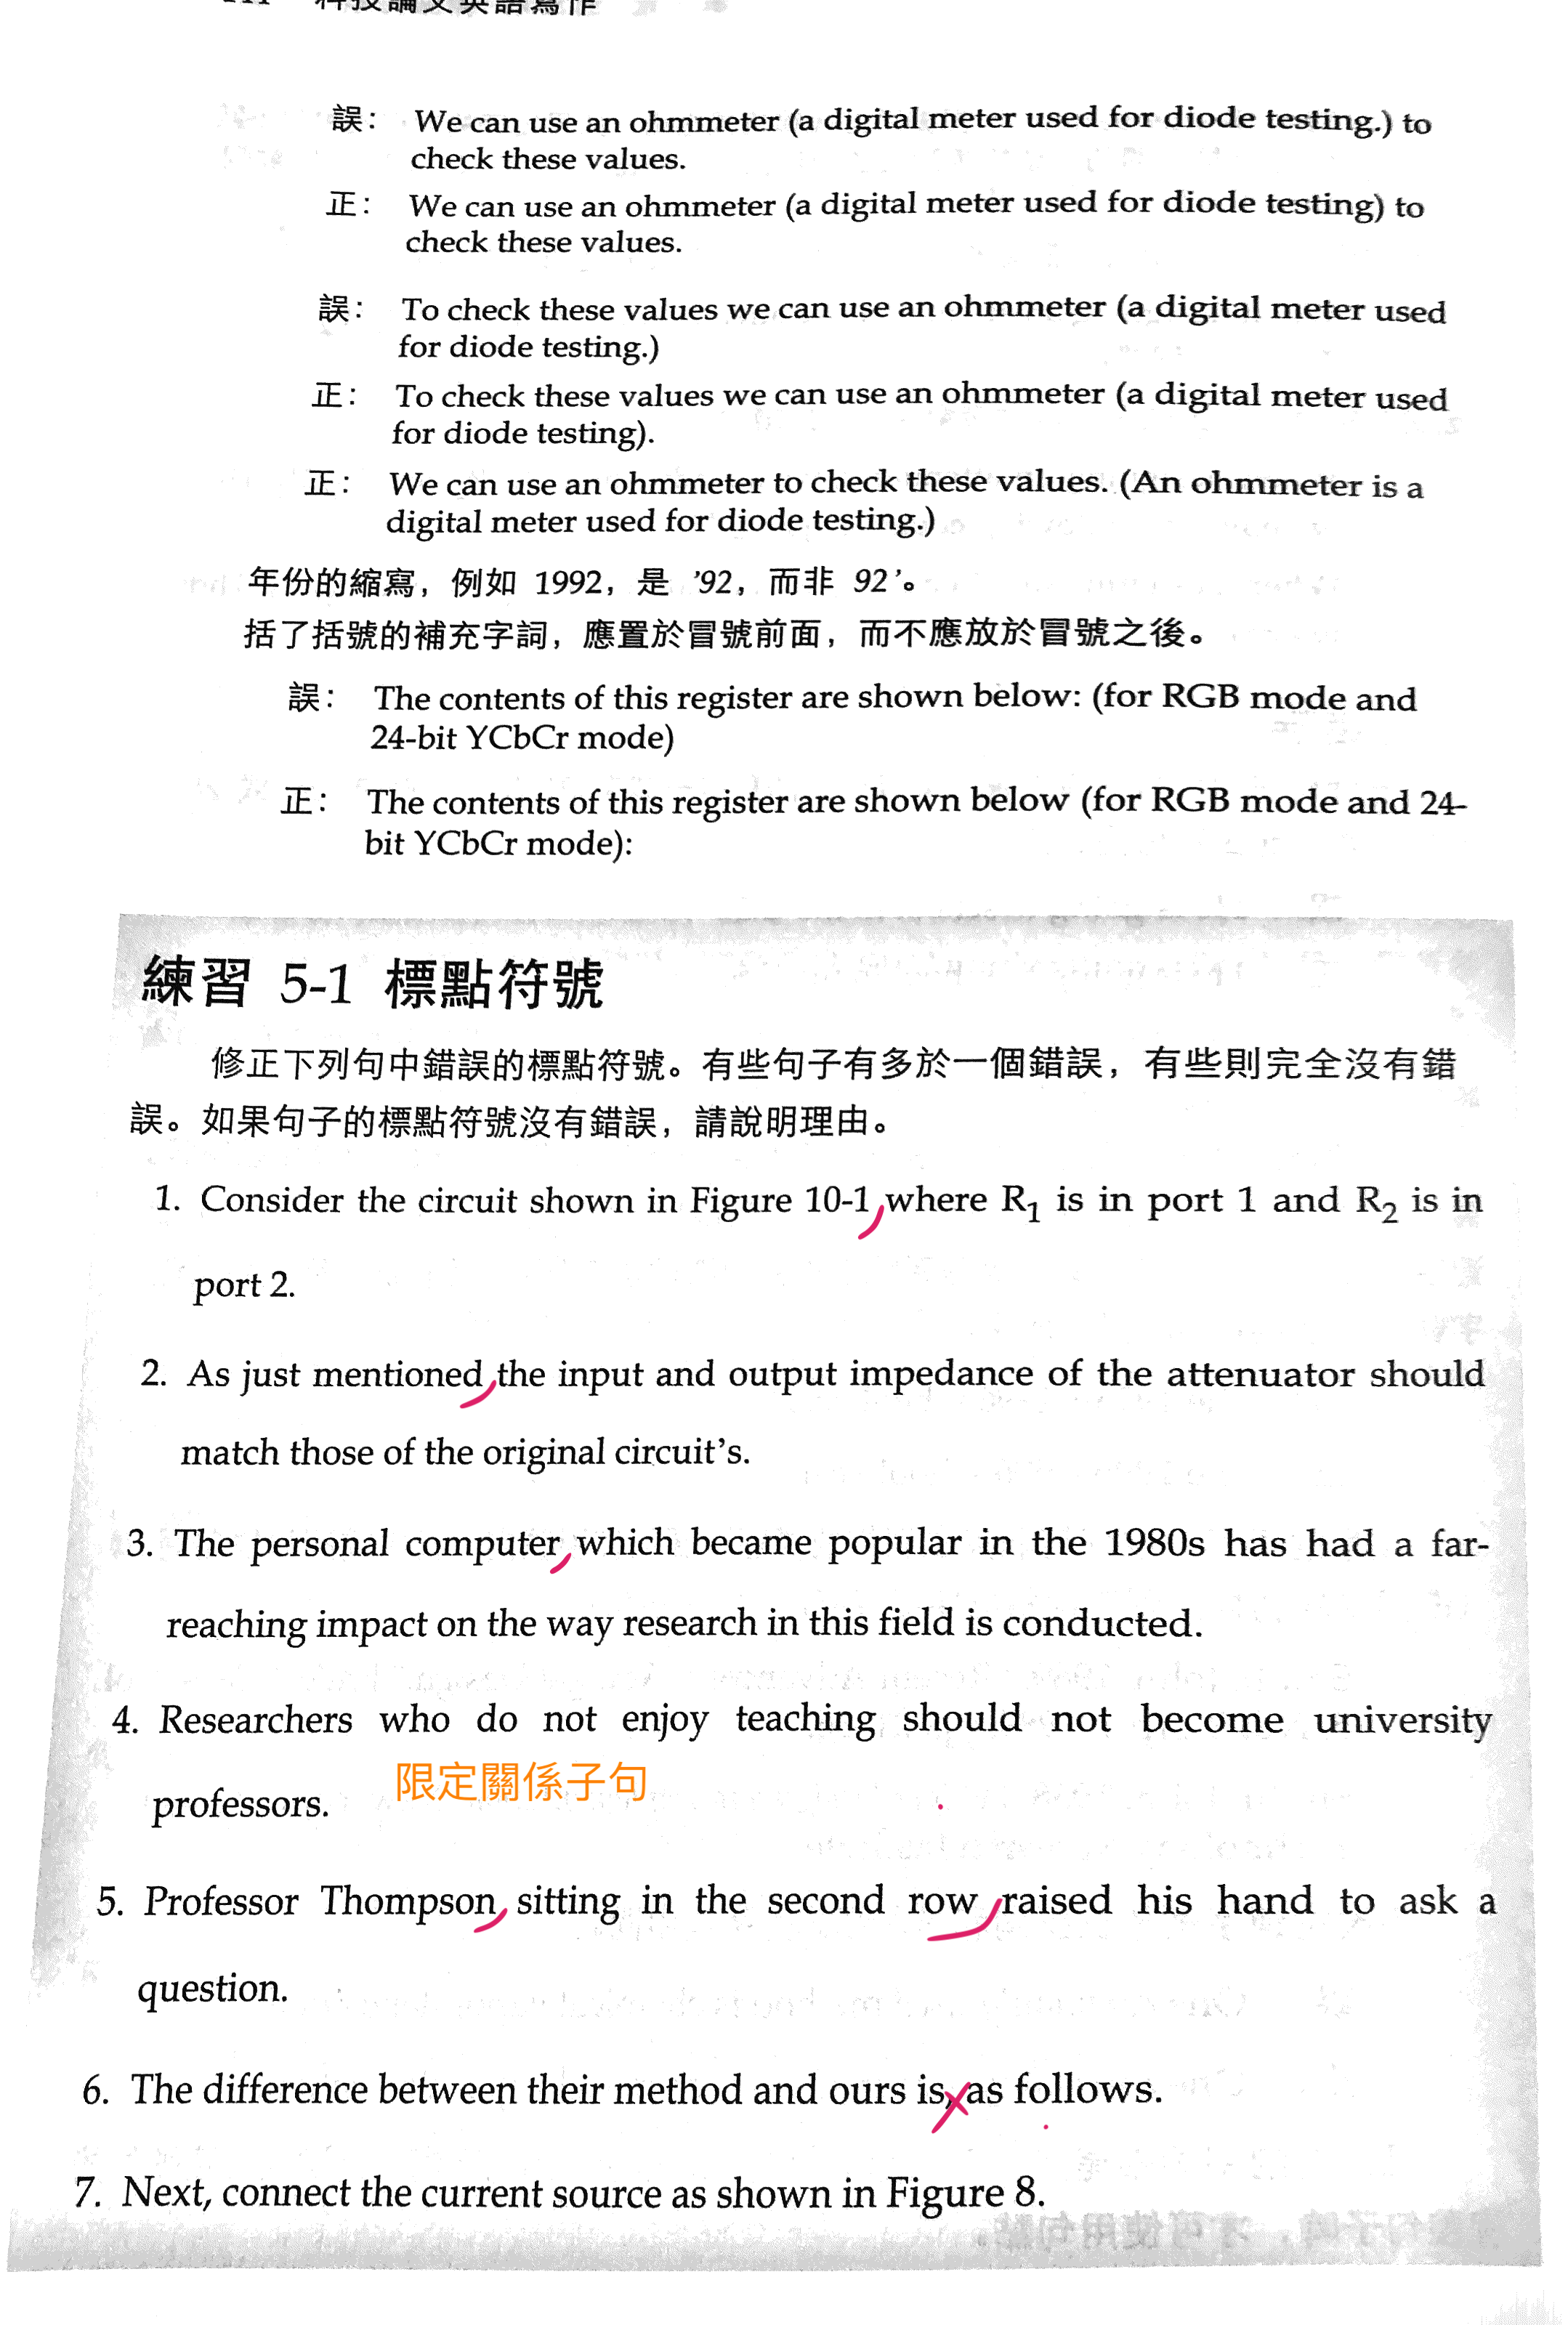 科技論文英語寫作
誤： We can use an ohmmeter (a digital meter used for diode testing.) to
check these values.
正： We can use an ohmmeter (a digital meter used for diode testing) to
check these values.
誤： To check these values we can use an ohmmeter (a digital meter used
for diode testing.)
正： To check these values we can use an ohmmeter (a digital meter used
for diode testing).
正： We can use an ohmmeter to check these values. (An ohmmeter is a
digital meter used for diode testing.)
年份的縮寫，例如 1992，是 '92，而非 92'。
括了括號的補充字詞，應置於冒號前面，而不應放於冒號之後。
誤： The contents of this register are shown below: (for RGB mode and
24-bit YCbCr mode)
正： The contents of this register are shown below (for RGB mode and 24-
bit YCbCr mode):
練習 5-1 標點符號
修正下列句中錯誤的標點符號。有些句子有多於一個錯誤，有些則完全沒有錯
誤。如果句子的標點符號沒有錯誤，請說明理由。
1. Consider the circuit shown in Figure 10-1, where R₁ is in port 1 and R₂ is in
port 2.
2. As just mentioned, the input and output impedance of the attenuator should
match those of the original circuit's.
3. The personal computer, which became popular in the 1980s has had a far-
reaching impact on the way research in this field is conducted.
4. Researchers who do not enjoy teaching should not become university
professors. 限定關係子句
5. Professor Thompson, sitting in the second row, raised his hand to ask a
question.
6. The difference between their method and ours is, as follows.
7. Next, connect the current source as shown in Figure 8.